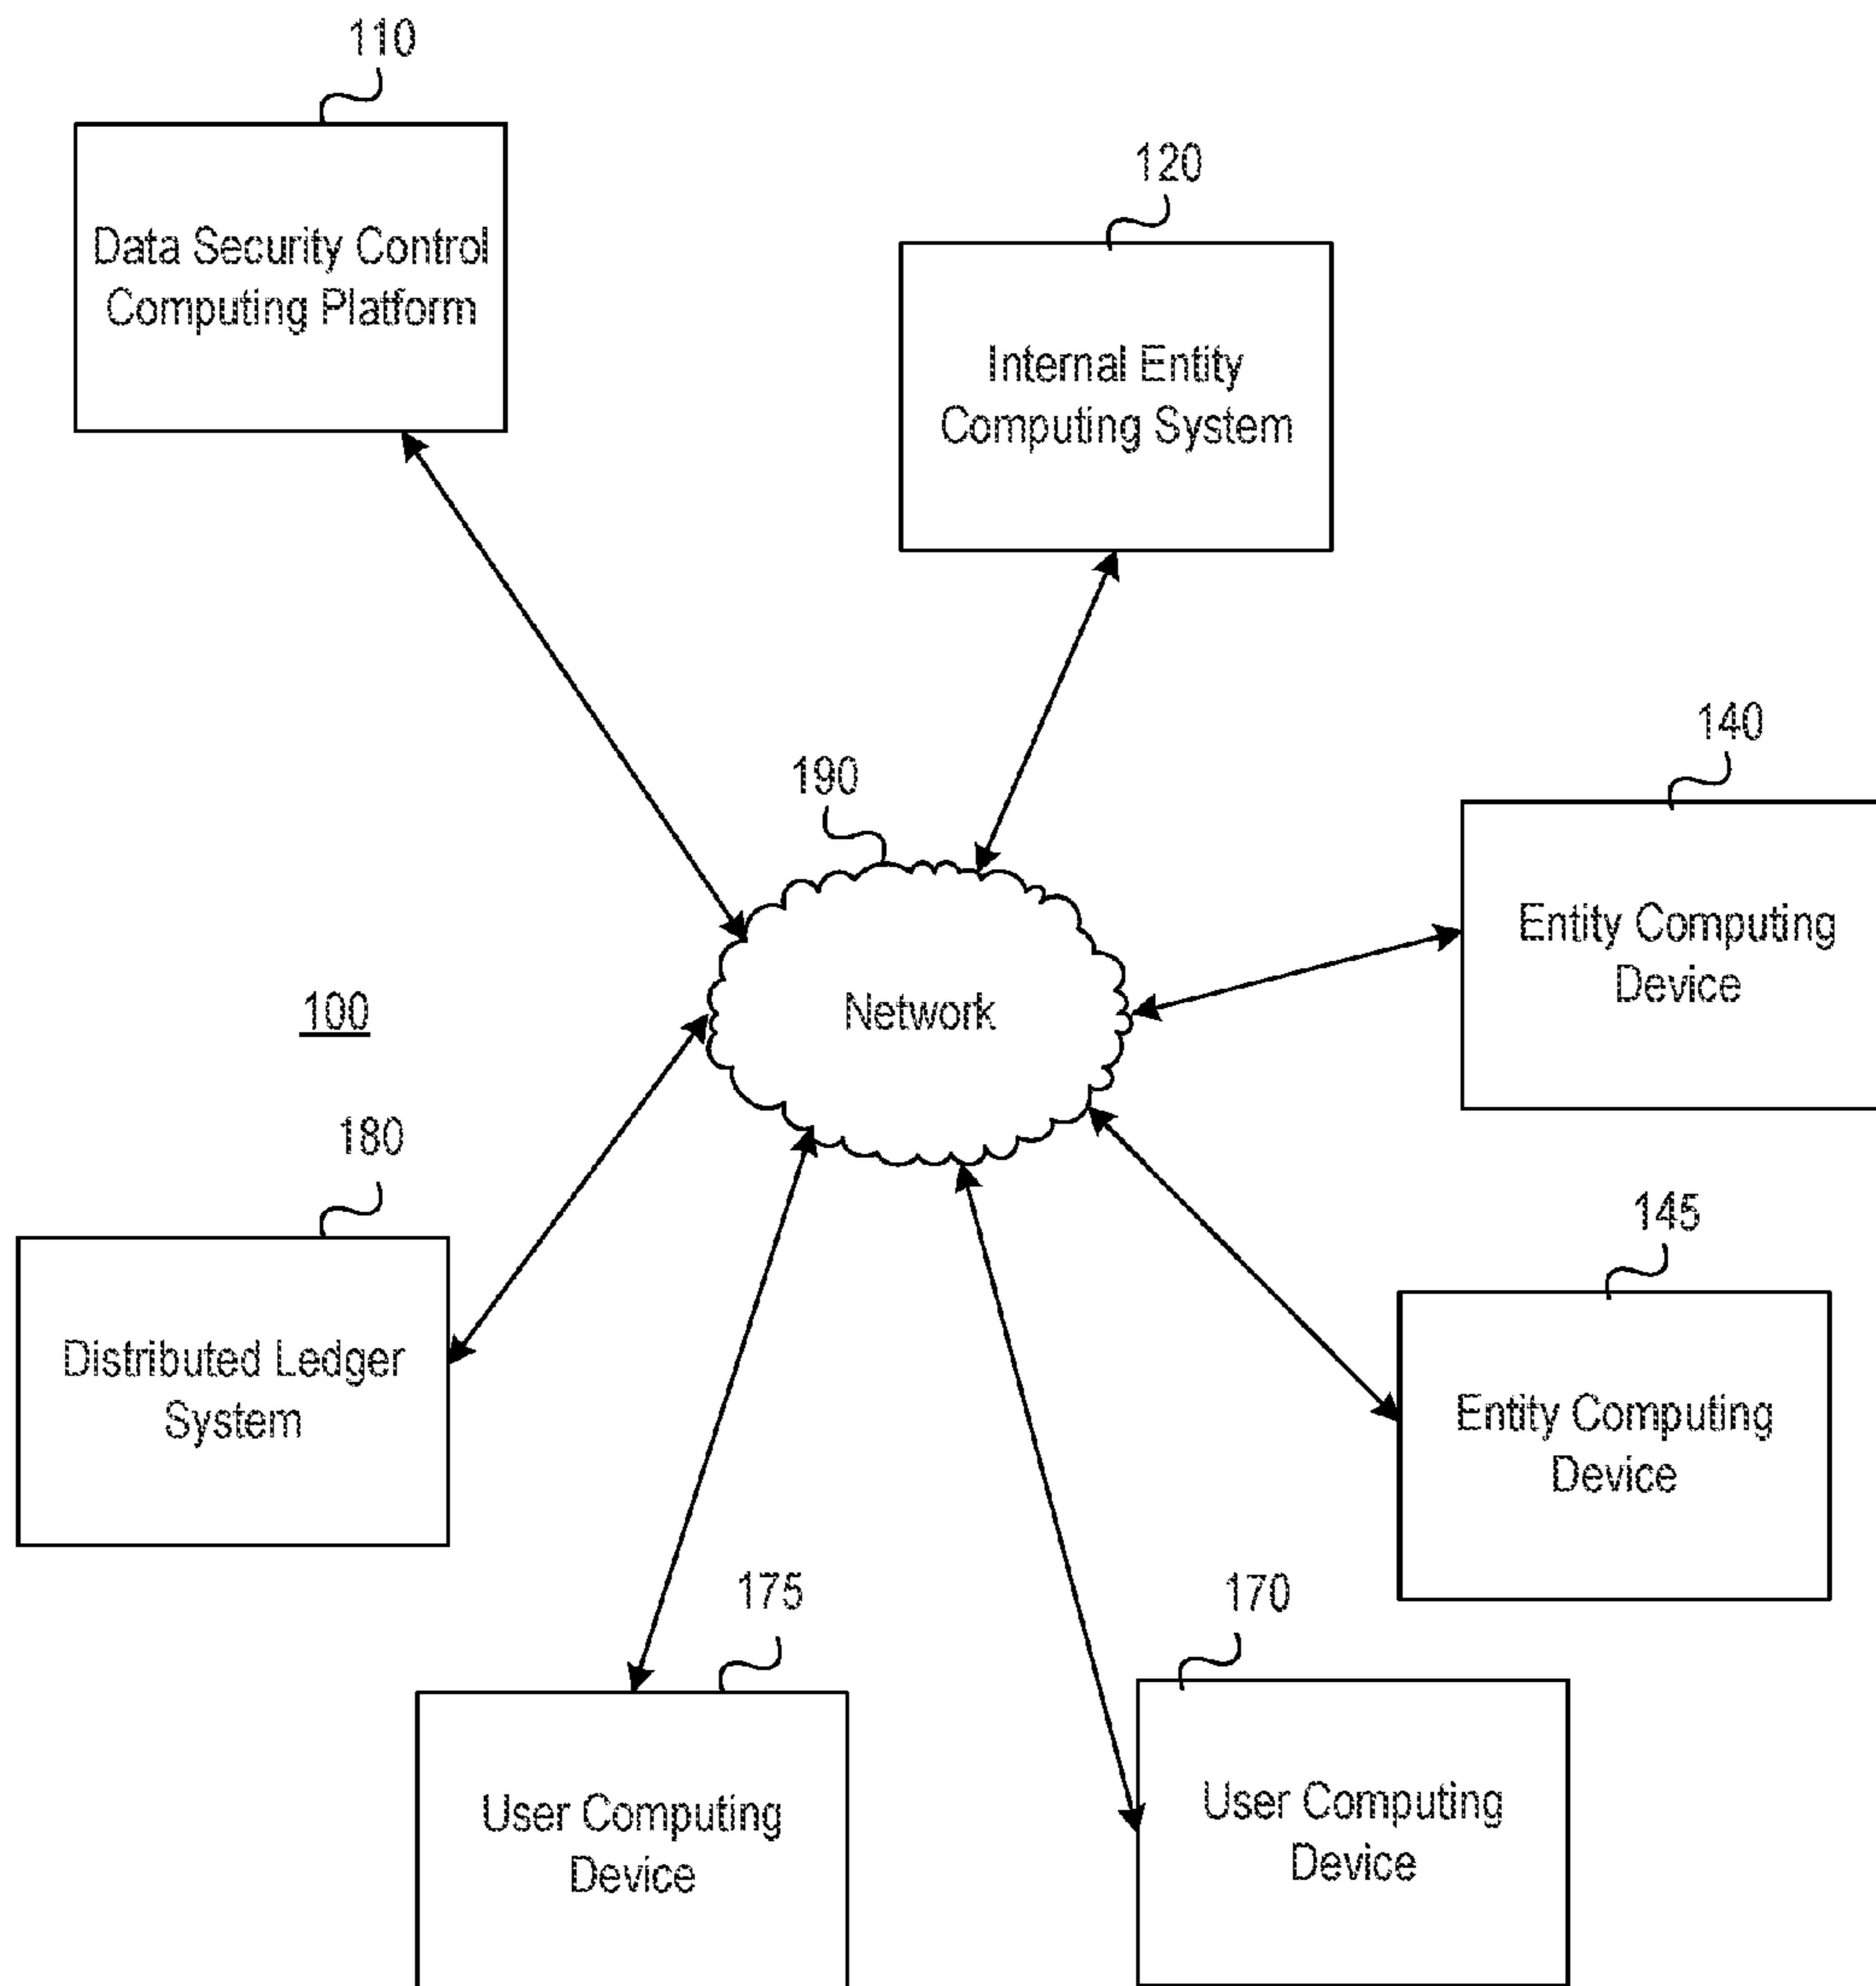 110
Data Security Control
Computing Platform
120
Internal Entity
Computing System
140
Entity Computing
Device
190
Network
100
180
Distributed Ledger
System
145
Entity Computing
Device
175
User Computing
Device
170
User Computing
Device